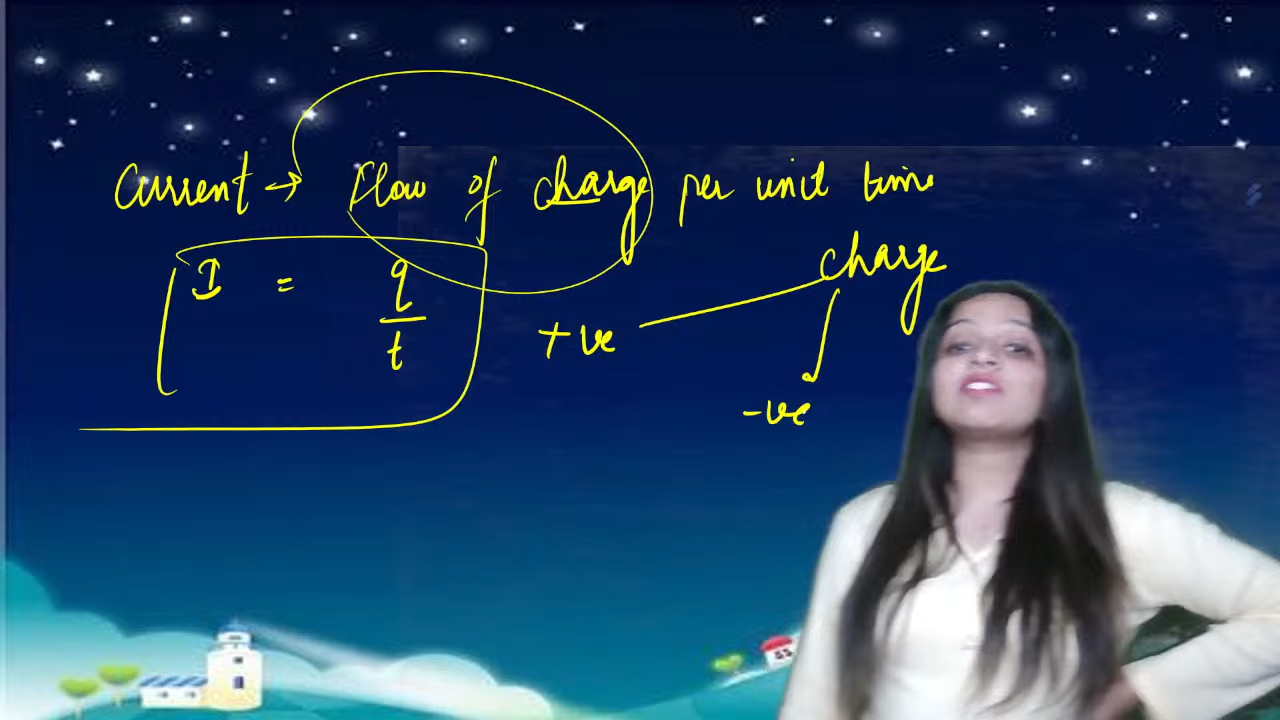 Current → Flow of charge per unit time
I = q/t
charge
+ve
-ve